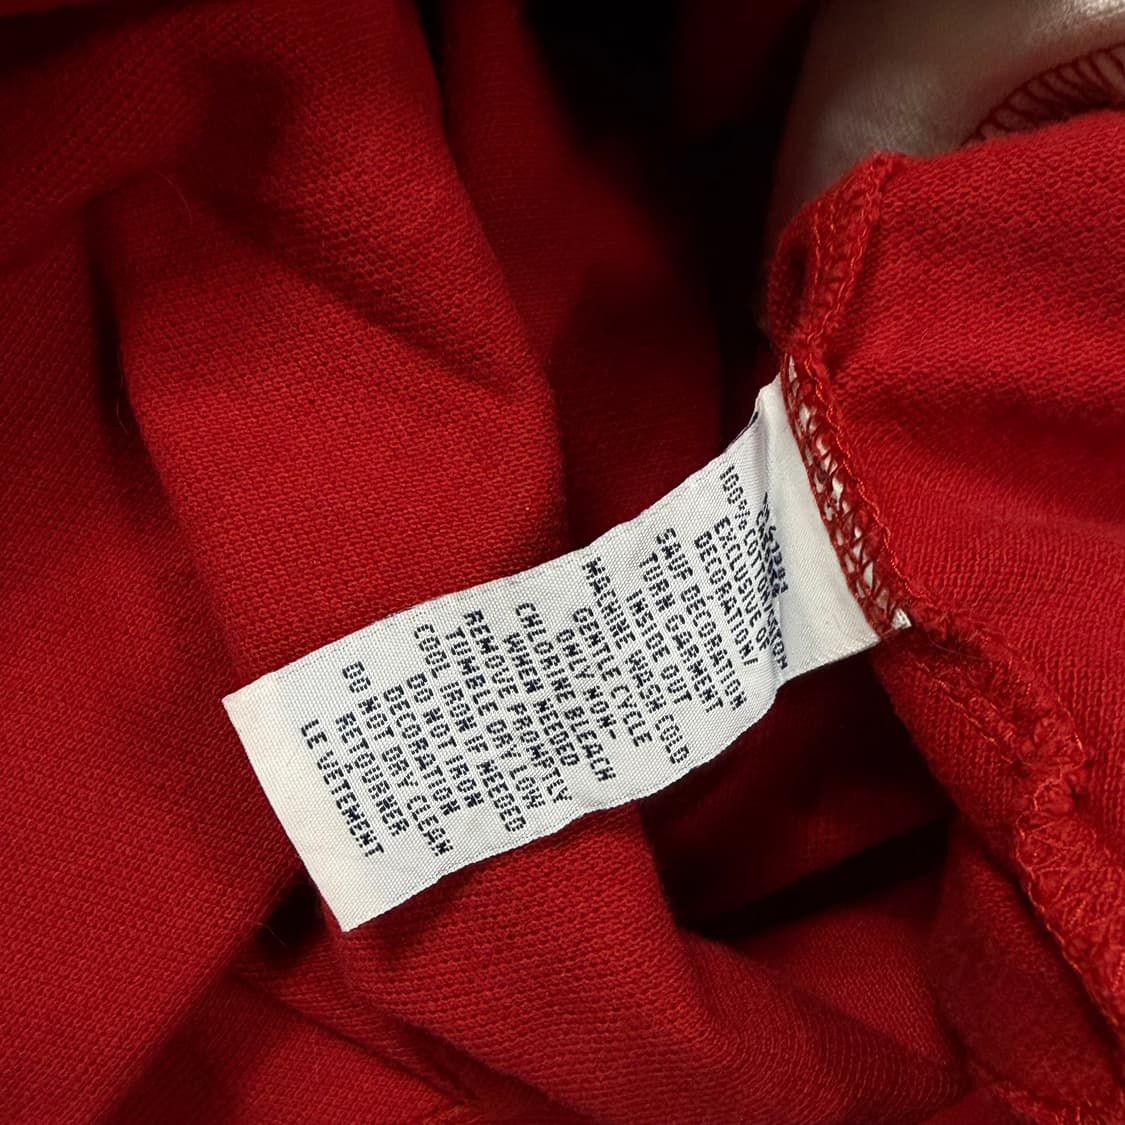 100% COTTON
EXCLUSIVE OF
DECORATION/
SAUF DECORATION
TURN GARMENT
INSIDE OUT
MACHINE WASH COLD
GENTLE CYCLE
ONLY NON-
CHLORINE BLEACH
WHEN NEEDED
REMOVE PROMPTLY
TUMBLE DRY LOW
COOL IRON IF NEEDED
DO NOT IRON
DECORATION.
DO NOT DRY CLEAN
RETOURNER
LE VÊTEMENT